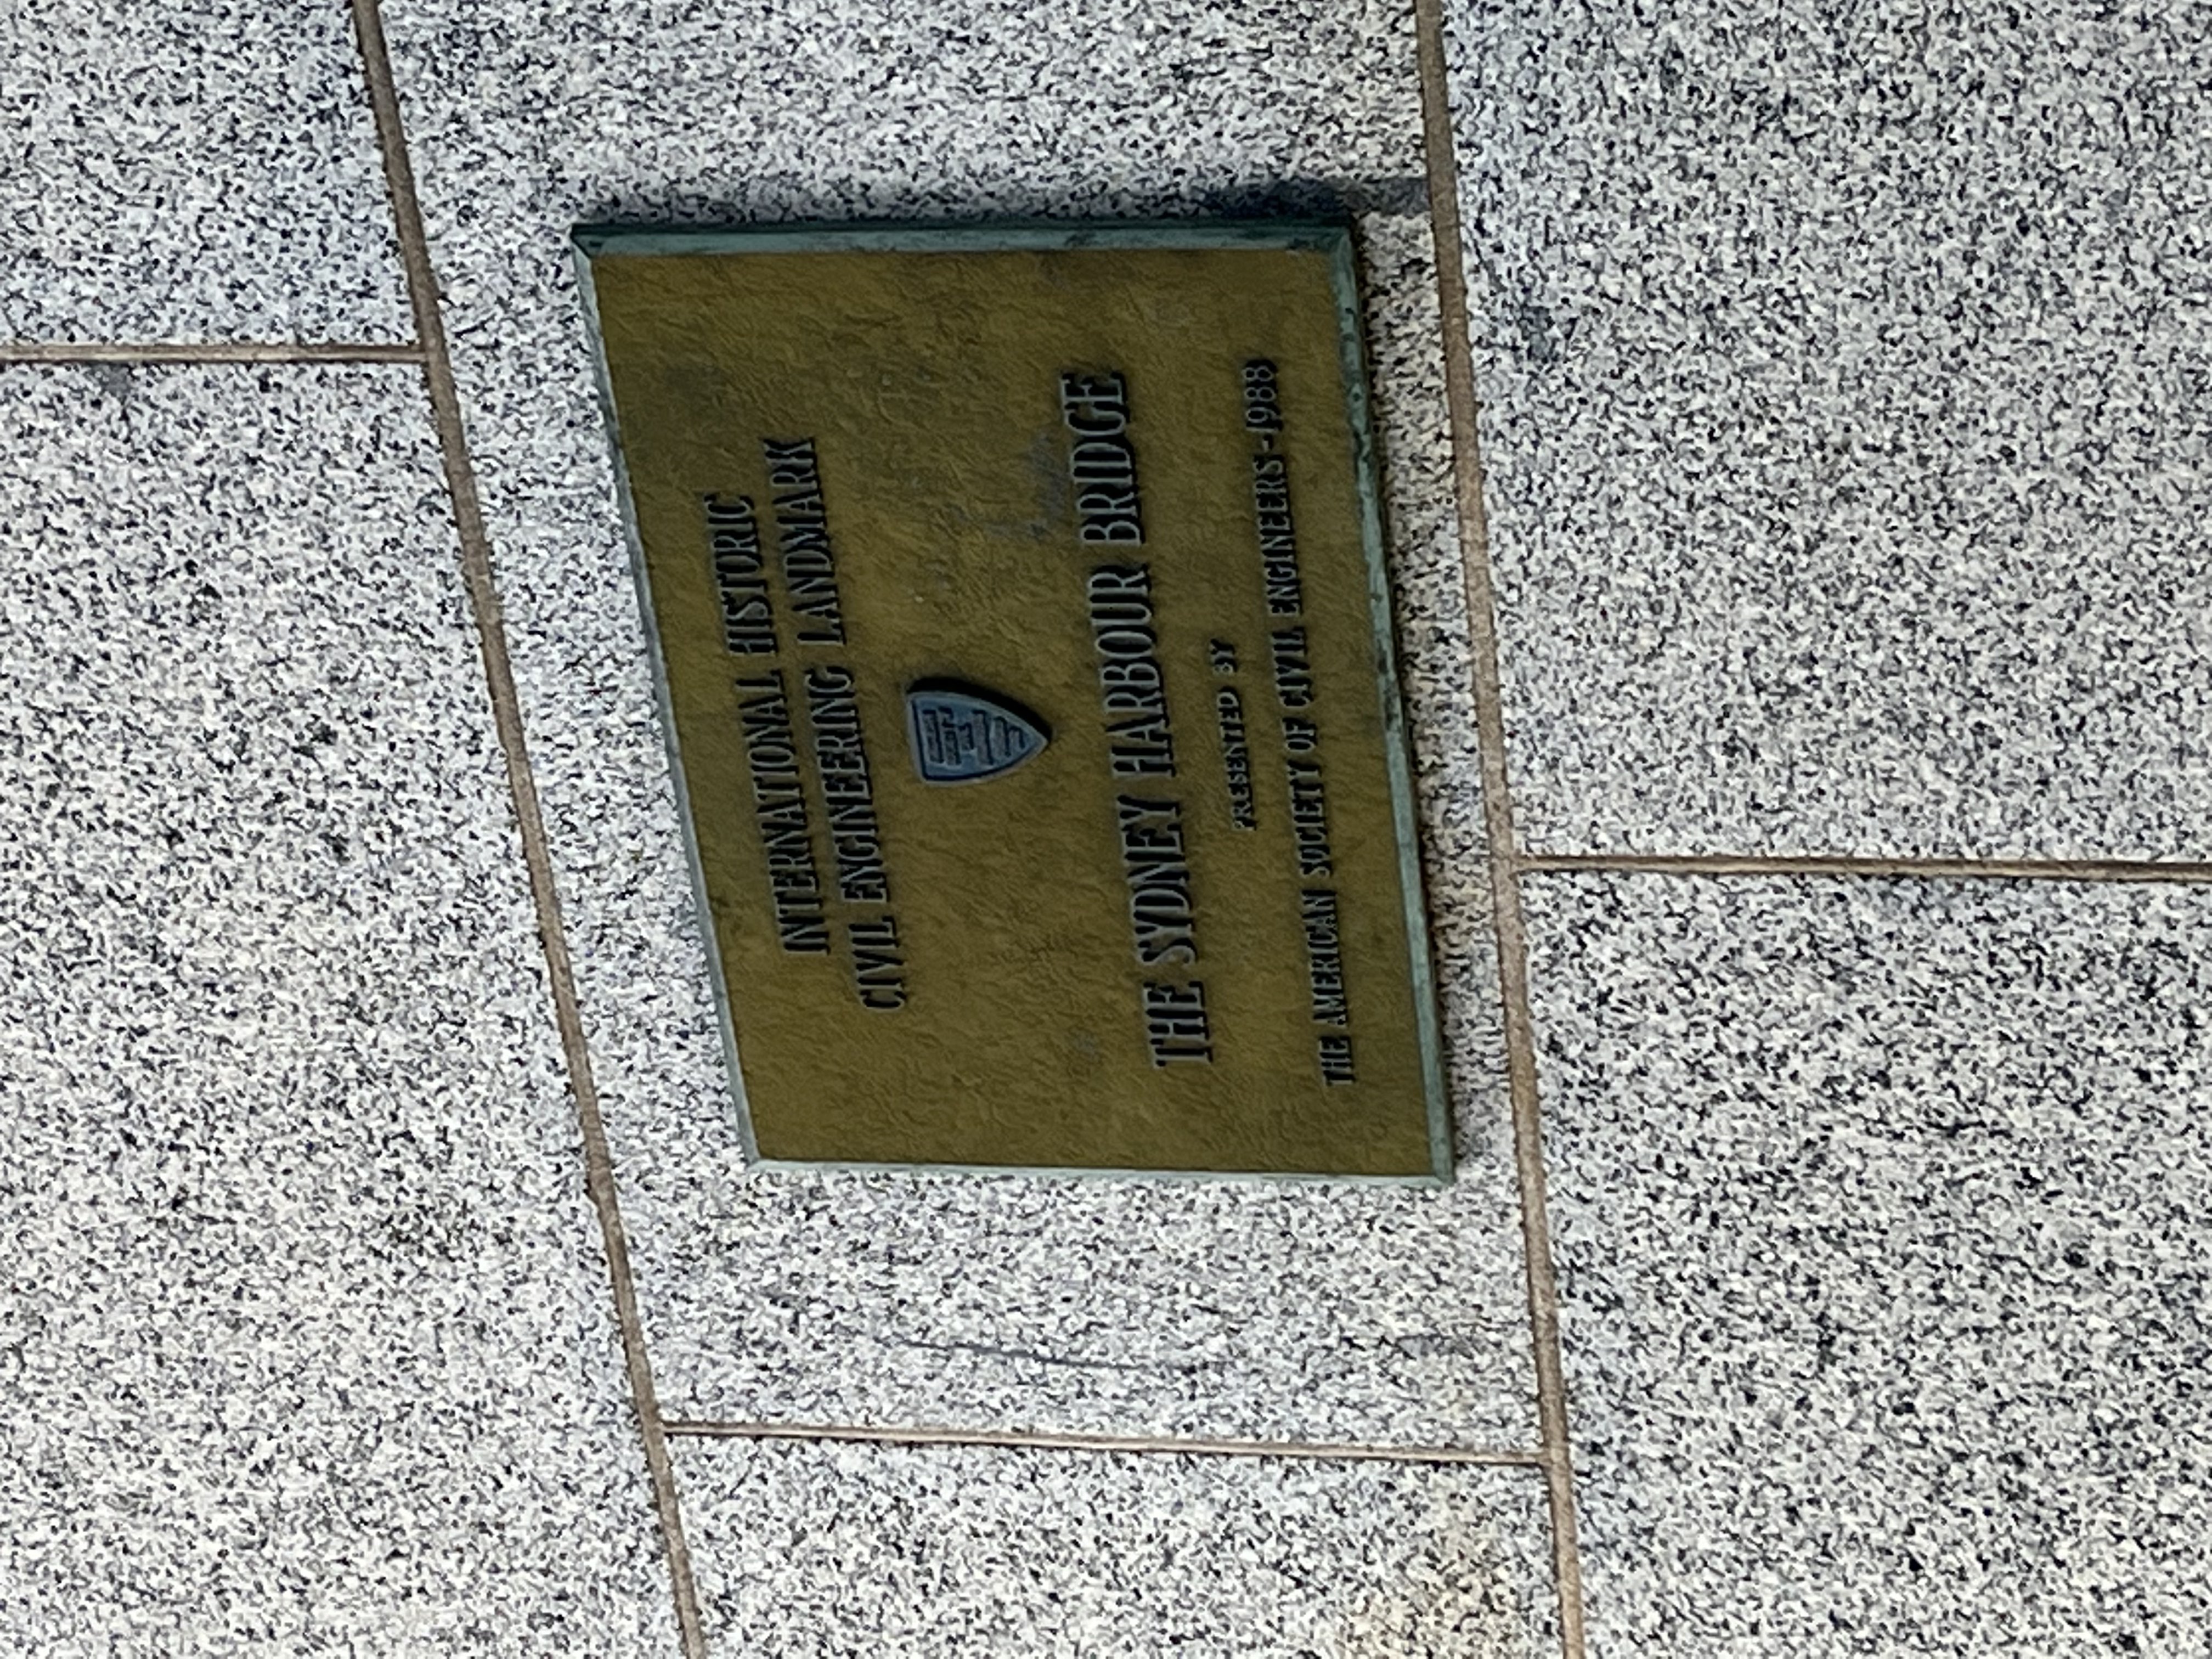 INTERNATIONAL HISTORIC
CIVIL ENGINEERING LANDMARK
THE SYDNEY HARBOUR BRIDGE
PRESENTED BY
THE AMERICAN SOCIETY OF CIVIL ENGINEERS - 1988